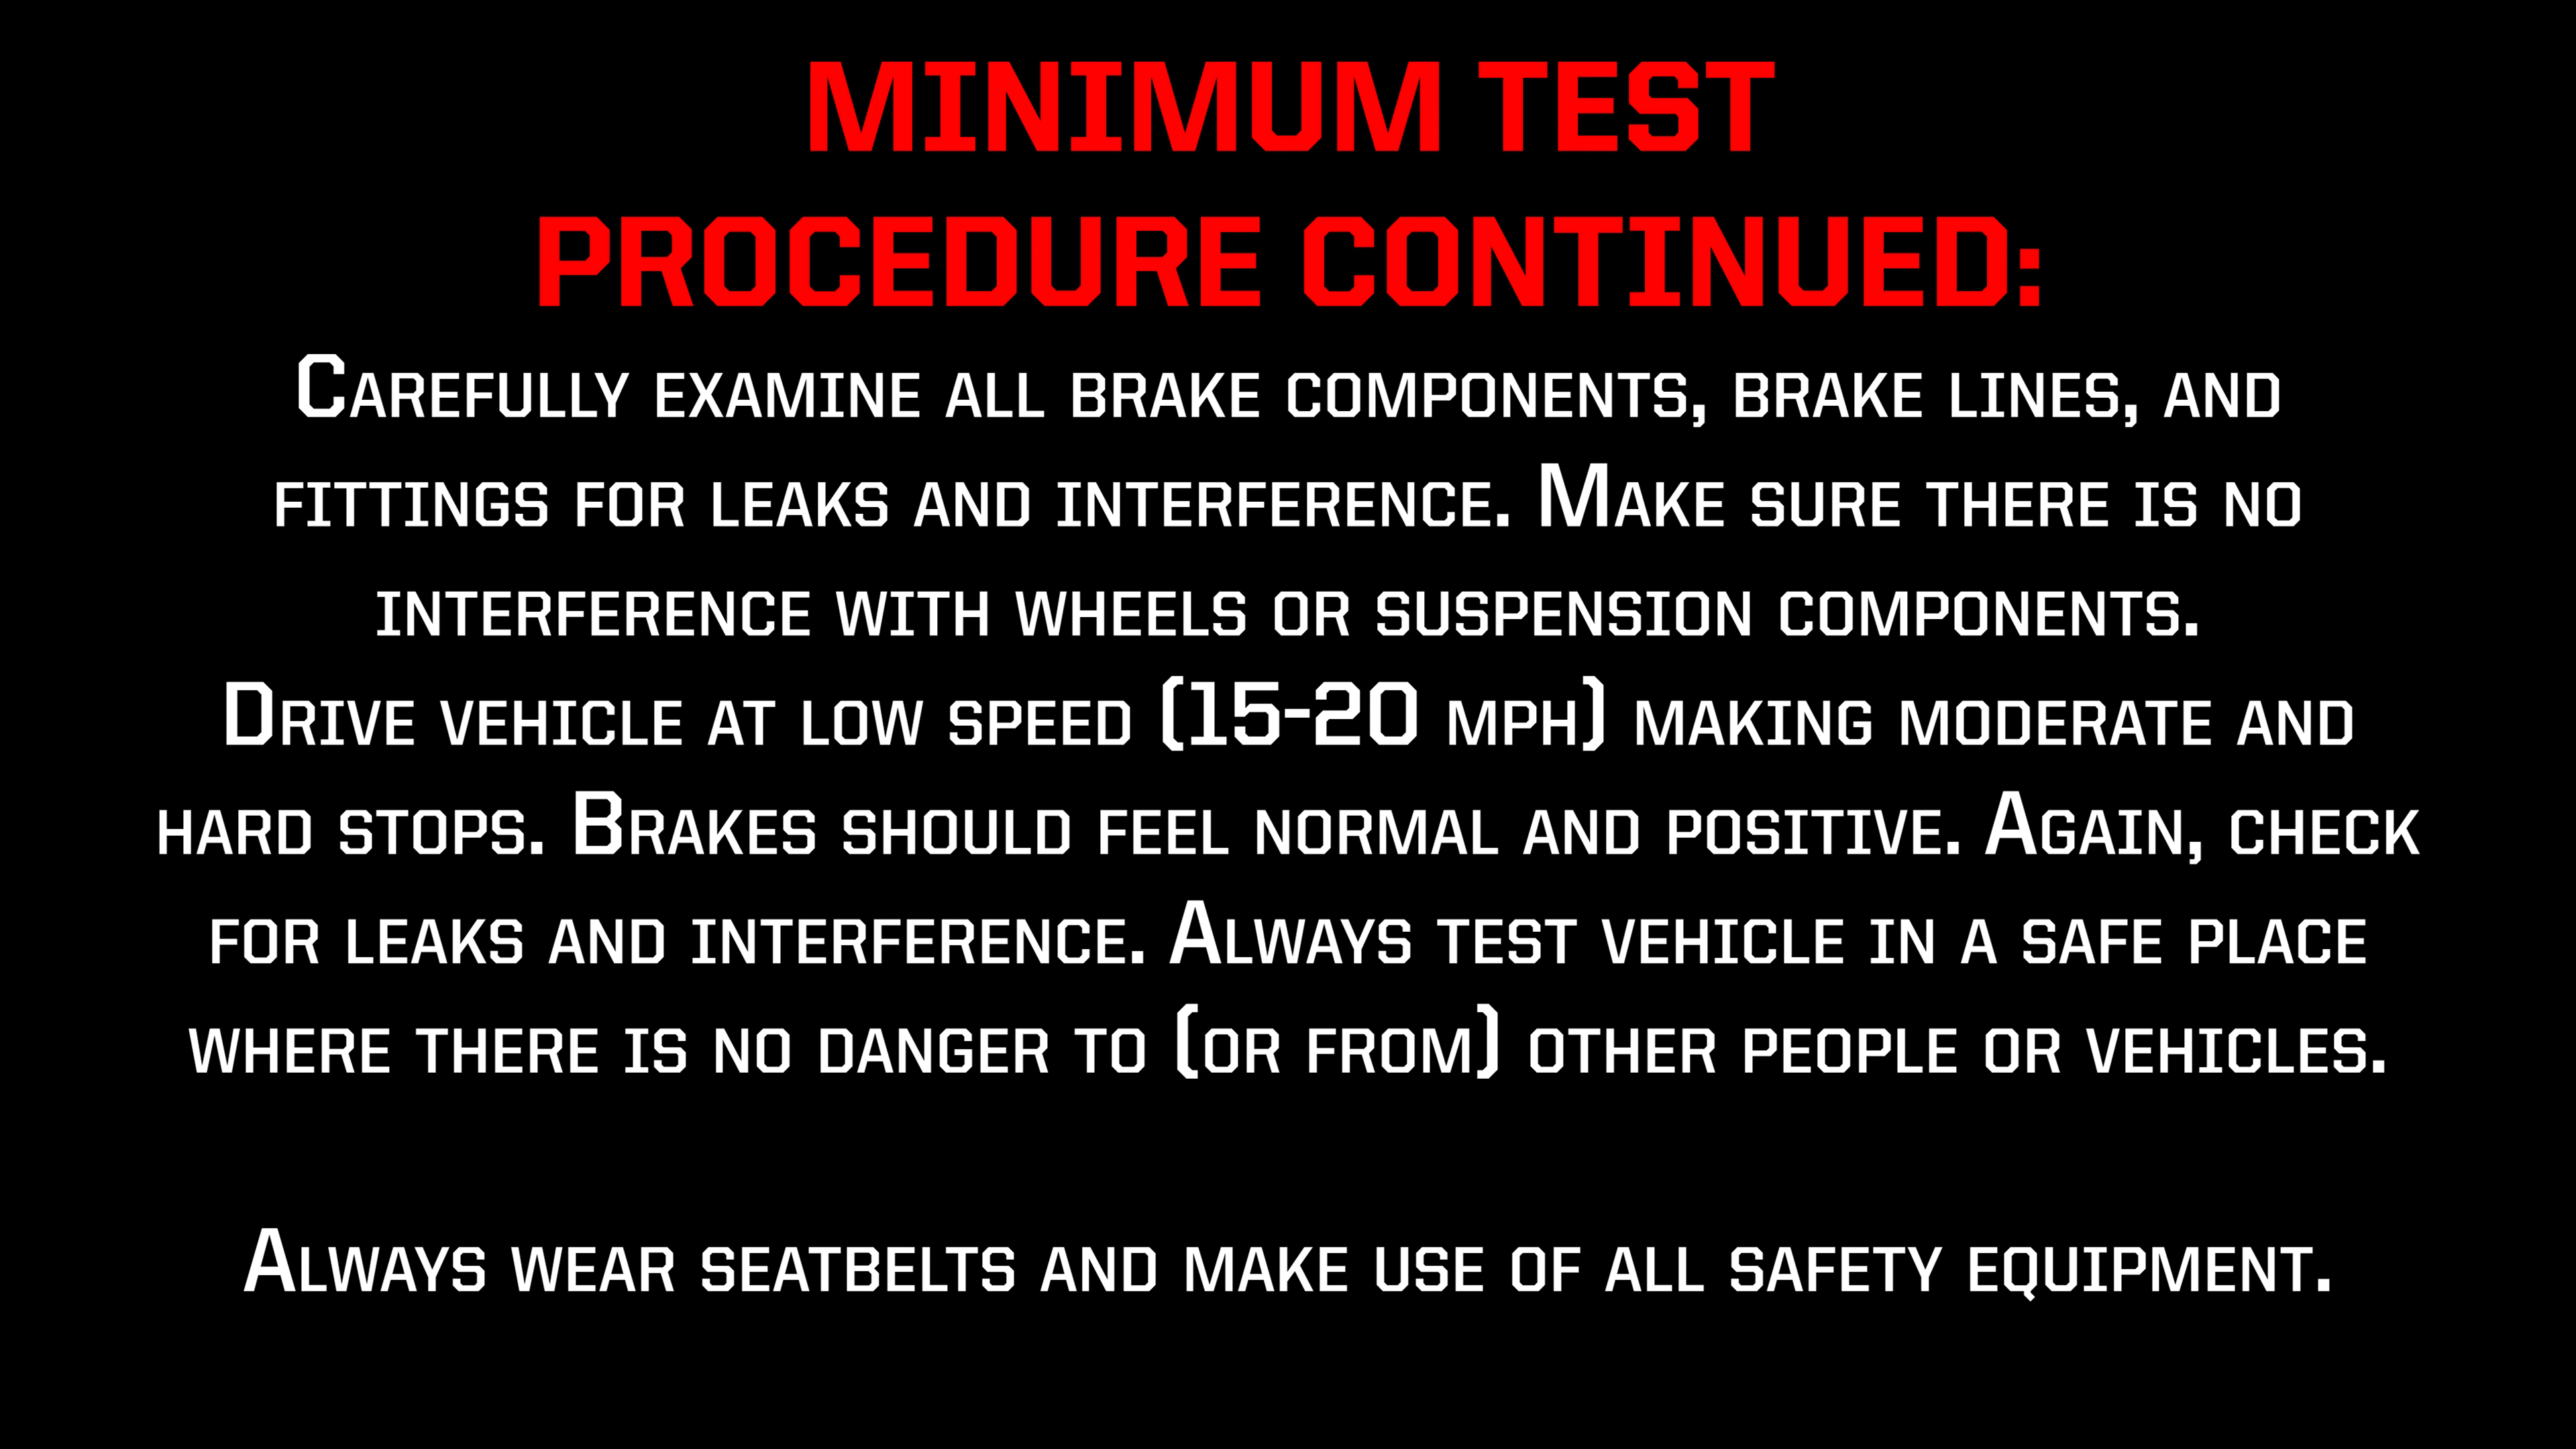 MINIMUM TEST
PROCEDURE CONTINUED:
Carefully examine all brake components, brake lines, and
fittings for leaks and interference. Make sure there is no
interference with wheels or suspension components.
Drive vehicle at low speed (15-20 mph) making moderate and
hard stops. Brakes should feel normal and positive. Again, check
for leaks and interference. Always test vehicle in a safe place
where there is no danger to (or from) other people or vehicles.
Always wear seatbelts and make use of all safety equipment.